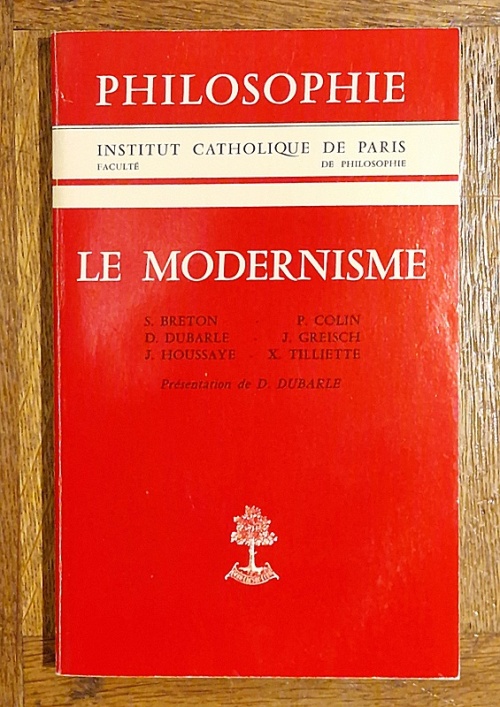 PHILOSOPHIE
INSTITUT CATHOLIQUE DE PARIS
FACULTÉ DE PHILOSOPHIE
LE MODERNISME
S. BRETON - P. COLIN
D. DUBARLE - J. GREISCH
J. HOUSSAYE - X. TILLIETTE
Présentation de D. DUBARLE